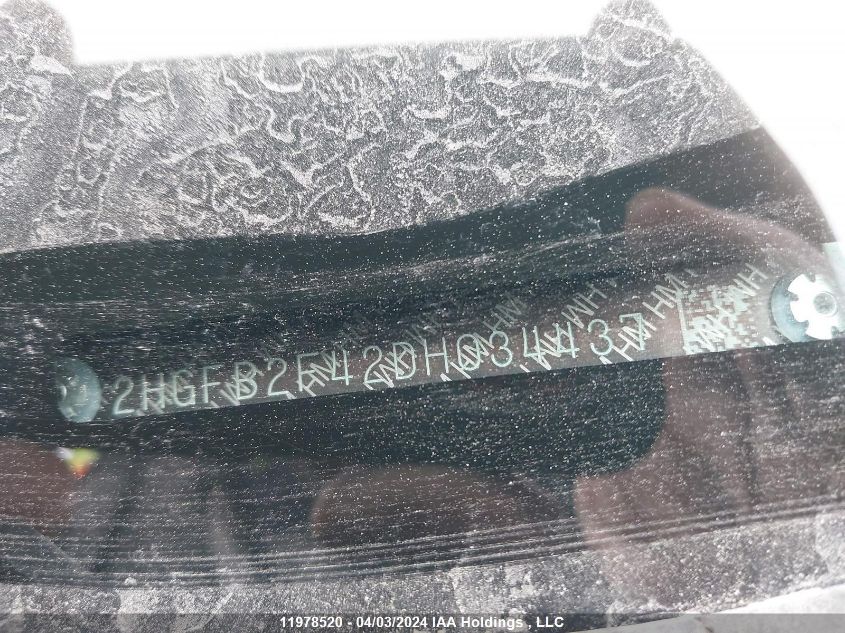 2HGFB2F42DH034437
11978520 - 04/03/2024 IAA Holdings , LLC